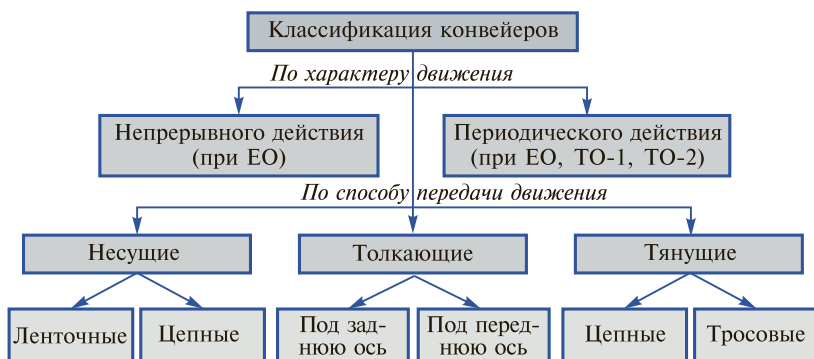 Классификация конвейеров
По характеру движения
Непрерывного действия
(при ЕО)
Периодического действия
(при ЕО, ТО-1, ТО-2)
По способу передачи движения
Несущие
Толкающие
Тянущие
Ленточные
Цепные
Под зад-
нюю ось
Под перед-
нюю ось
Цепные
Тросовые